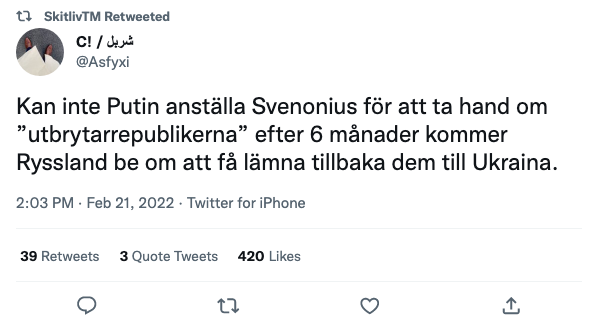 SkitlivTM Retweeted
C! / شربل
@Asfyxi
Kan inte Putin anställa Svenonius för att ta hand om
”utbrytarrepublikerna” efter 6 månader kommer
Ryssland be om att få lämna tillbaka dem till Ukraina.
2:03 PM · Feb 21, 2022 · Twitter for iPhone
39 Retweets 3 Quote Tweets 420 Likes